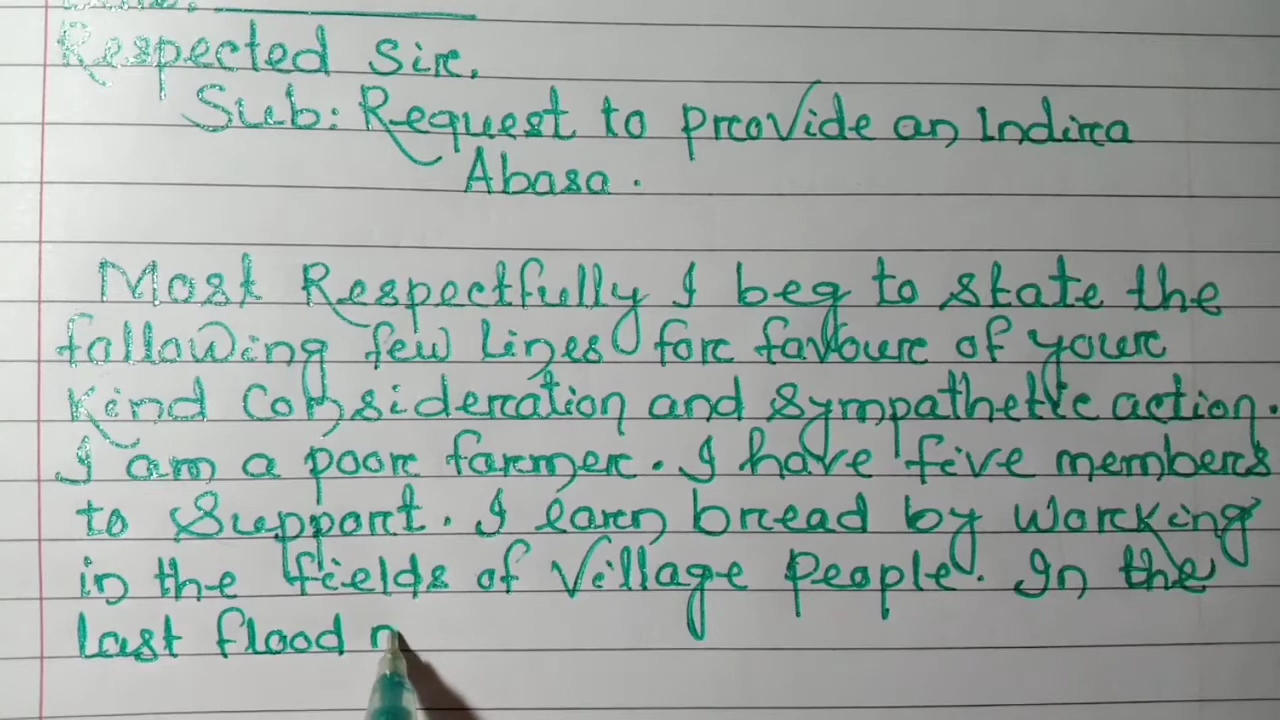 Respected Sir,
Sub: Request to provide an Indira
Abasa.
Most Respectfully I beg to state the
following few lines for favour of your
Kind Consideration and sympathetic action.
I am a poor farmer. I have five members
to support. I earn bread by working
in the fields of Village people. In the
last flood